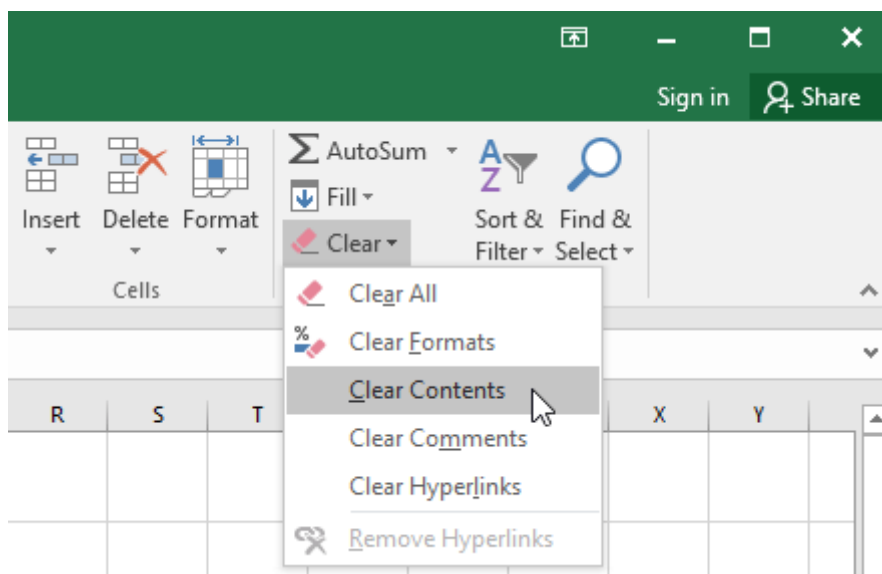 Sign in Share
AutoSum
Fill
Insert Delete Format
Sort & Filter
Find & Select
Clear
Cells
Clear All
Clear Formats
Clear Contents
Clear Comments
Clear Hyperlinks
Remove Hyperlinks
R S T X Y